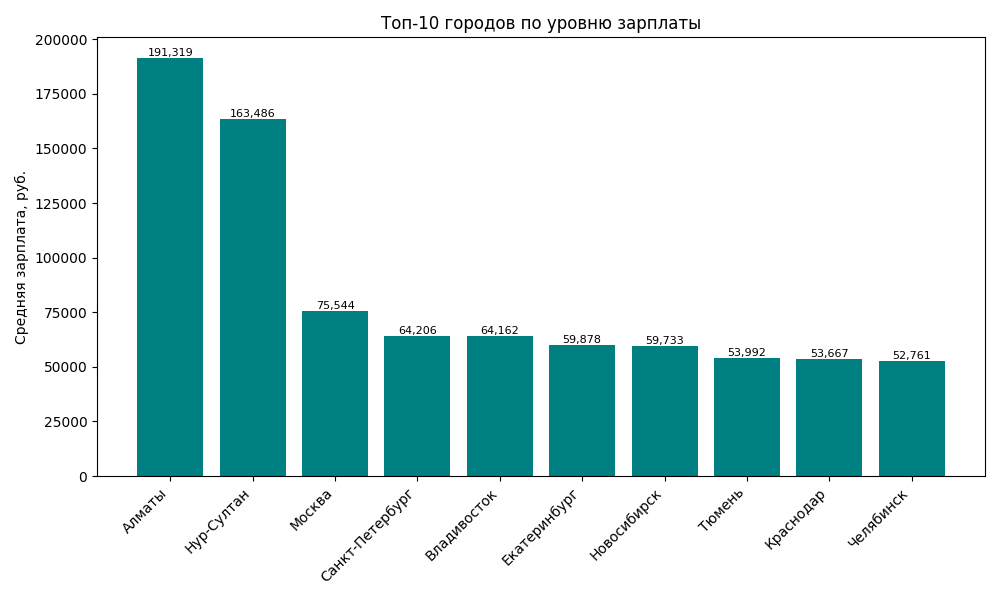 Топ-10 городов по уровню зарплаты
Средняя зарплата, руб.
200000
175000
150000
125000
100000
75000
50000
25000
0
191,319
163,486
75,544
64,206
64,162
59,878
59,733
53,992
53,667
52,761
Алматы
Нур-Султан
Москва
Санкт-Петербург
Владивосток
Екатеринбург
Новосибирск
Тюмень
Краснодар
Челябинск